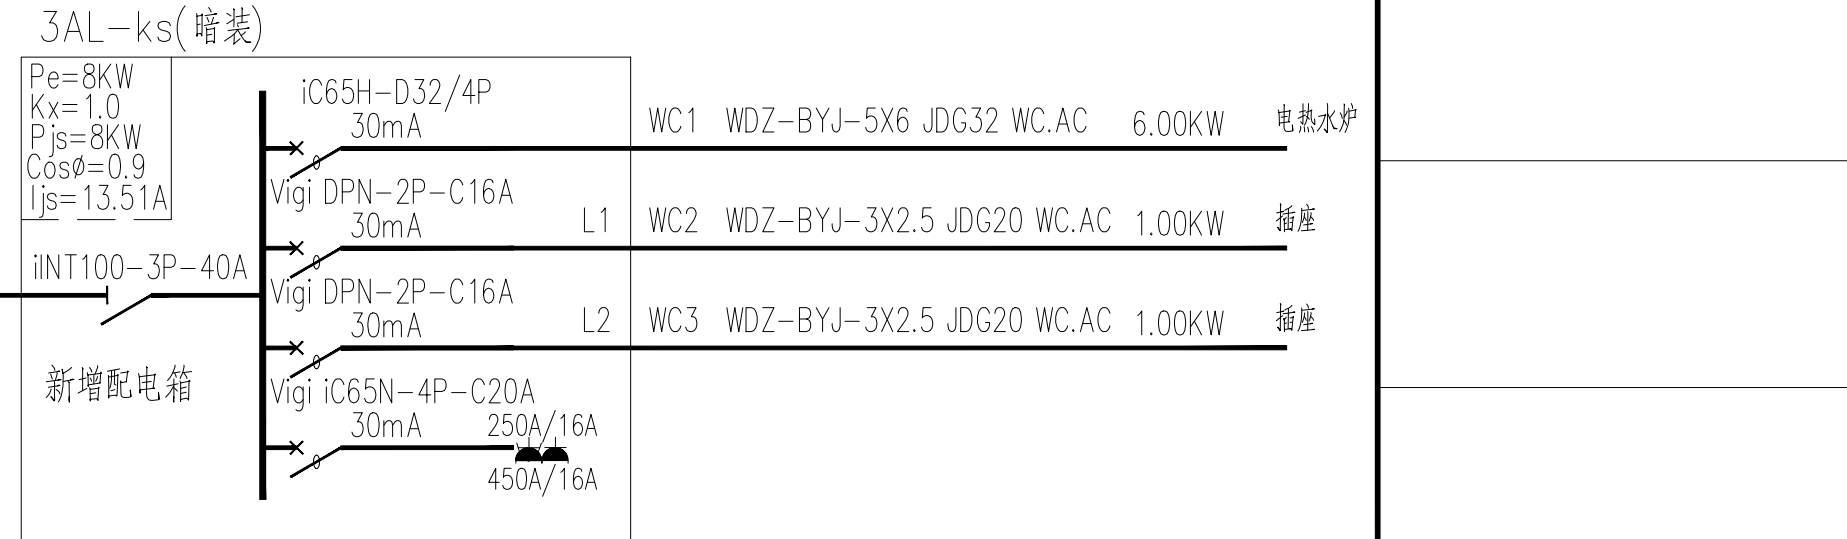 3AL-ks(暗装)
Pe=8KW
Kx=1.0
Pjs=8KW
CosØ=0.9
Ijs=13.51A
iINT100-3P-40A
新增配电箱
iC65H-D32/4P
30mA
WC1 WDZ-BYJ-5X6 JDG32 WC.AC 6.00KW 电热水炉
Vigi DPN-2P-C16A
30mA
L1 WC2 WDZ-BYJ-3X2.5 JDG20 WC.AC 1.00KW 插座
Vigi DPN-2P-C16A
30mA
L2 WC3 WDZ-BYJ-3X2.5 JDG20 WC.AC 1.00KW 插座
Vigi iC65N-4P-C20A
30mA
250A/16A
450A/16A